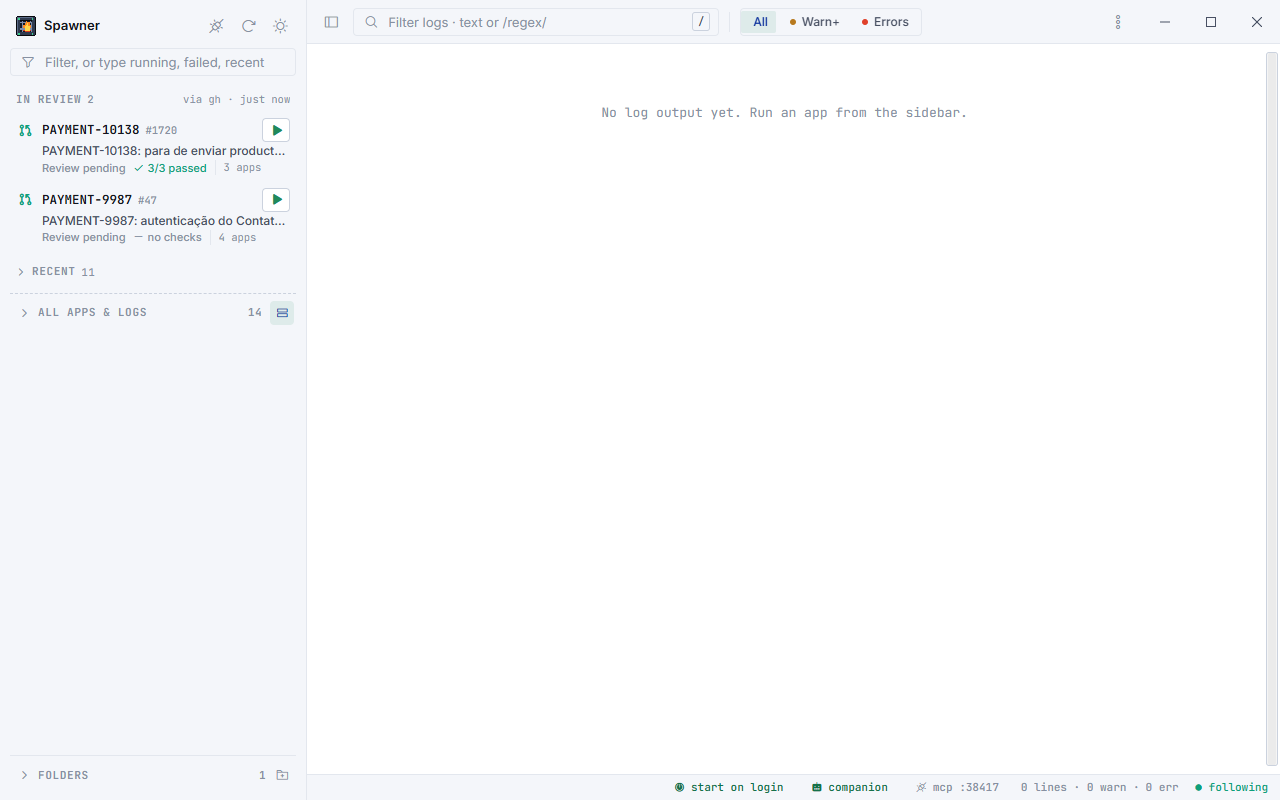 Spawner
Filter logs · text or /regex/
/
All
Warn+
Errors
Filter, or type running, failed, recent
IN REVIEW 2
via gh · just now
PAYMENT-10138 #1720
PAYMENT-10138: para de enviar product...
Review pending
3/3 passed
3 apps
PAYMENT-9987 #47
PAYMENT-9987: autenticação do Contat...
Review pending
no checks
4 apps
RECENT 11
ALL APPS & LOGS
14
No log output yet. Run an app from the sidebar.
FOLDERS
1
start on login
companion
mcp :38417
0 lines · 0 warn · 0 err
following